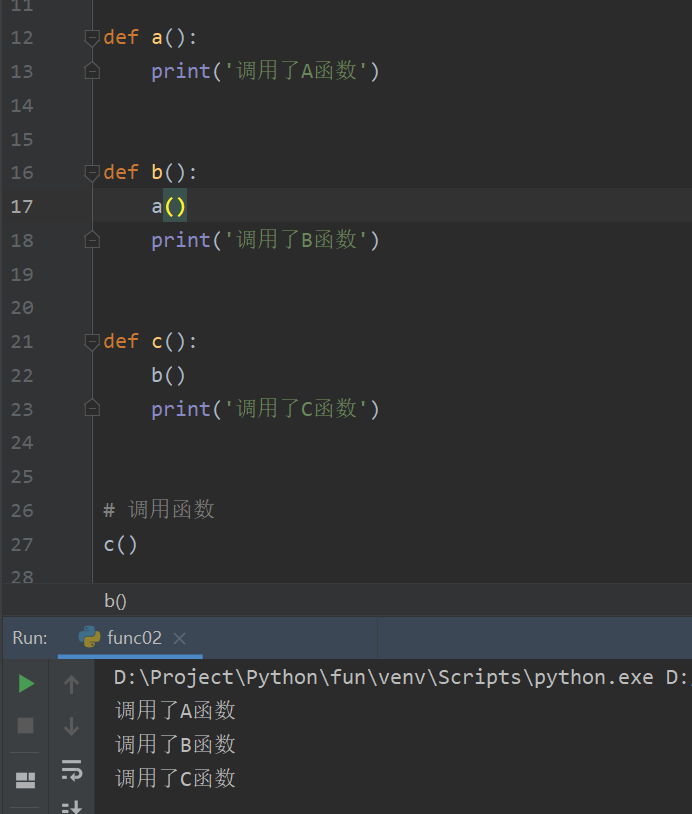 11
12 def a():
13 print('调用了A函数')
14
15
16 def b():
17 a()
18 print('调用了B函数')
19
20
21 def c():
22 b()
23 print('调用了C函数')
24
25
26 # 调用函数
27 c()
28
b()
Run: func02
D:\Project\Python\fun\venv\Scripts\python.exe D:
调用了A函数
调用了B函数
调用了C函数